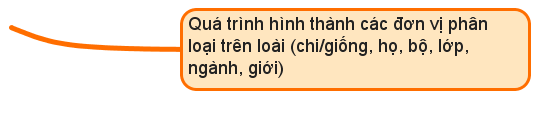 Quá trình hình thành các đơn vị phân
loại trên loài (chi/giống, họ, bộ, lớp,
ngành, giới)